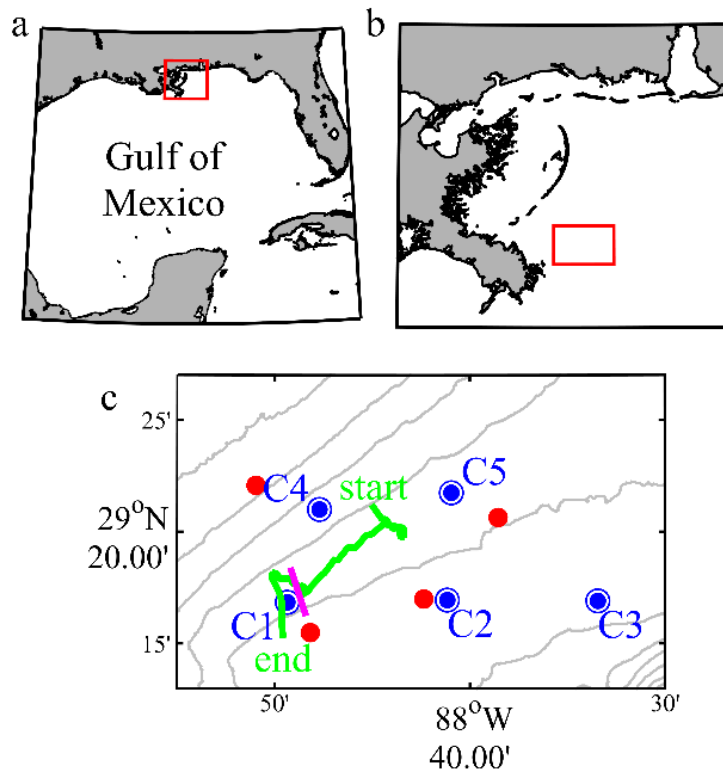 a
b
Gulf of
Mexico
c
25'
C4
C5
start
29°N
20.00'
C1
C2
C3
15'
end
50'
88°W
30'
40.00'